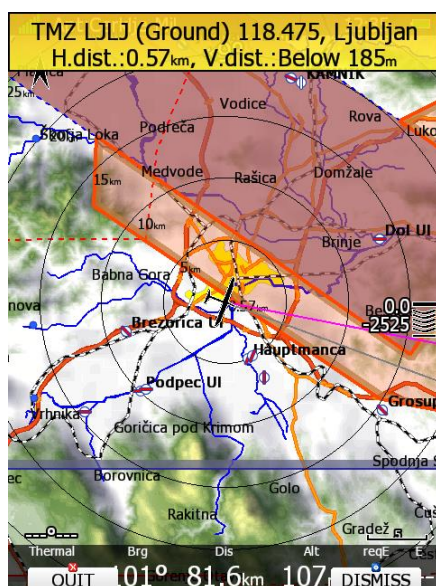 TMZ LJLJ (Ground) 118.475, Ljubljan
H.dist.:0.57km, V.dist.:Below 185m
KAMNIK
25km
Vodice
Rova
Luko
Škofja Loka
Podreča
Medvode
Rašica
Domžale
15km
10km
Brinje
Dol Ul
Babna Gora
5km
0.0
-2525
Brezovica Ul
Hauptmanca
Podpec Ul
Vrhnika
Grosup
Goričica pod Krimom
Borovnica
Golo
Spodnja S
Rakitna
Gradež
Thermal Brg Dis Alt reqE
QUIT 101° 81.6km 107 DISMISS